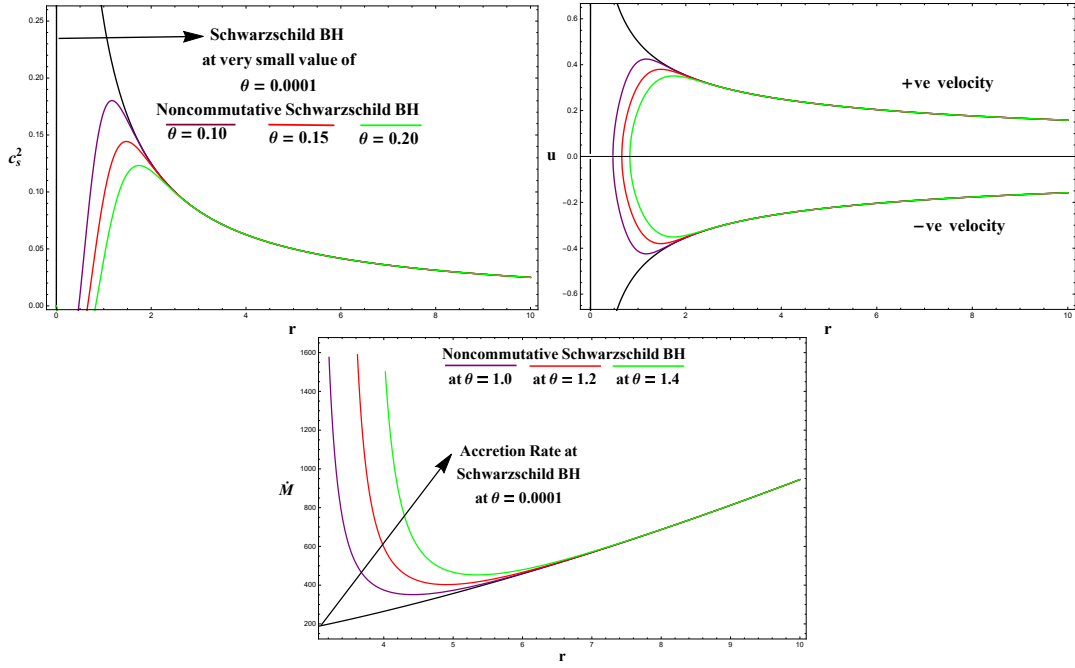 0.25
0.20
0.15
0.10
0.05
0.00
c_s^2
Schwarzschild BH
at very small value of
θ = 0.0001
Noncommutative Schwarzschild BH
θ = 0.10 θ = 0.15 θ = 0.20
0 2 4 6 8 10
r
0.6
0.4
0.2
0.0
-0.2
-0.4
-0.6
u
+ve velocity
−ve velocity
0 2 4 6 8 10
r
1600
1400
1200
1000
800
600
400
200
Ṁ
Noncommutative Schwarzschild BH
at θ = 1.0 at θ = 1.2 at θ = 1.4
Accretion Rate at
Schwarzschild BH
at θ = 0.0001
4 5 6 7 8 9 10
r